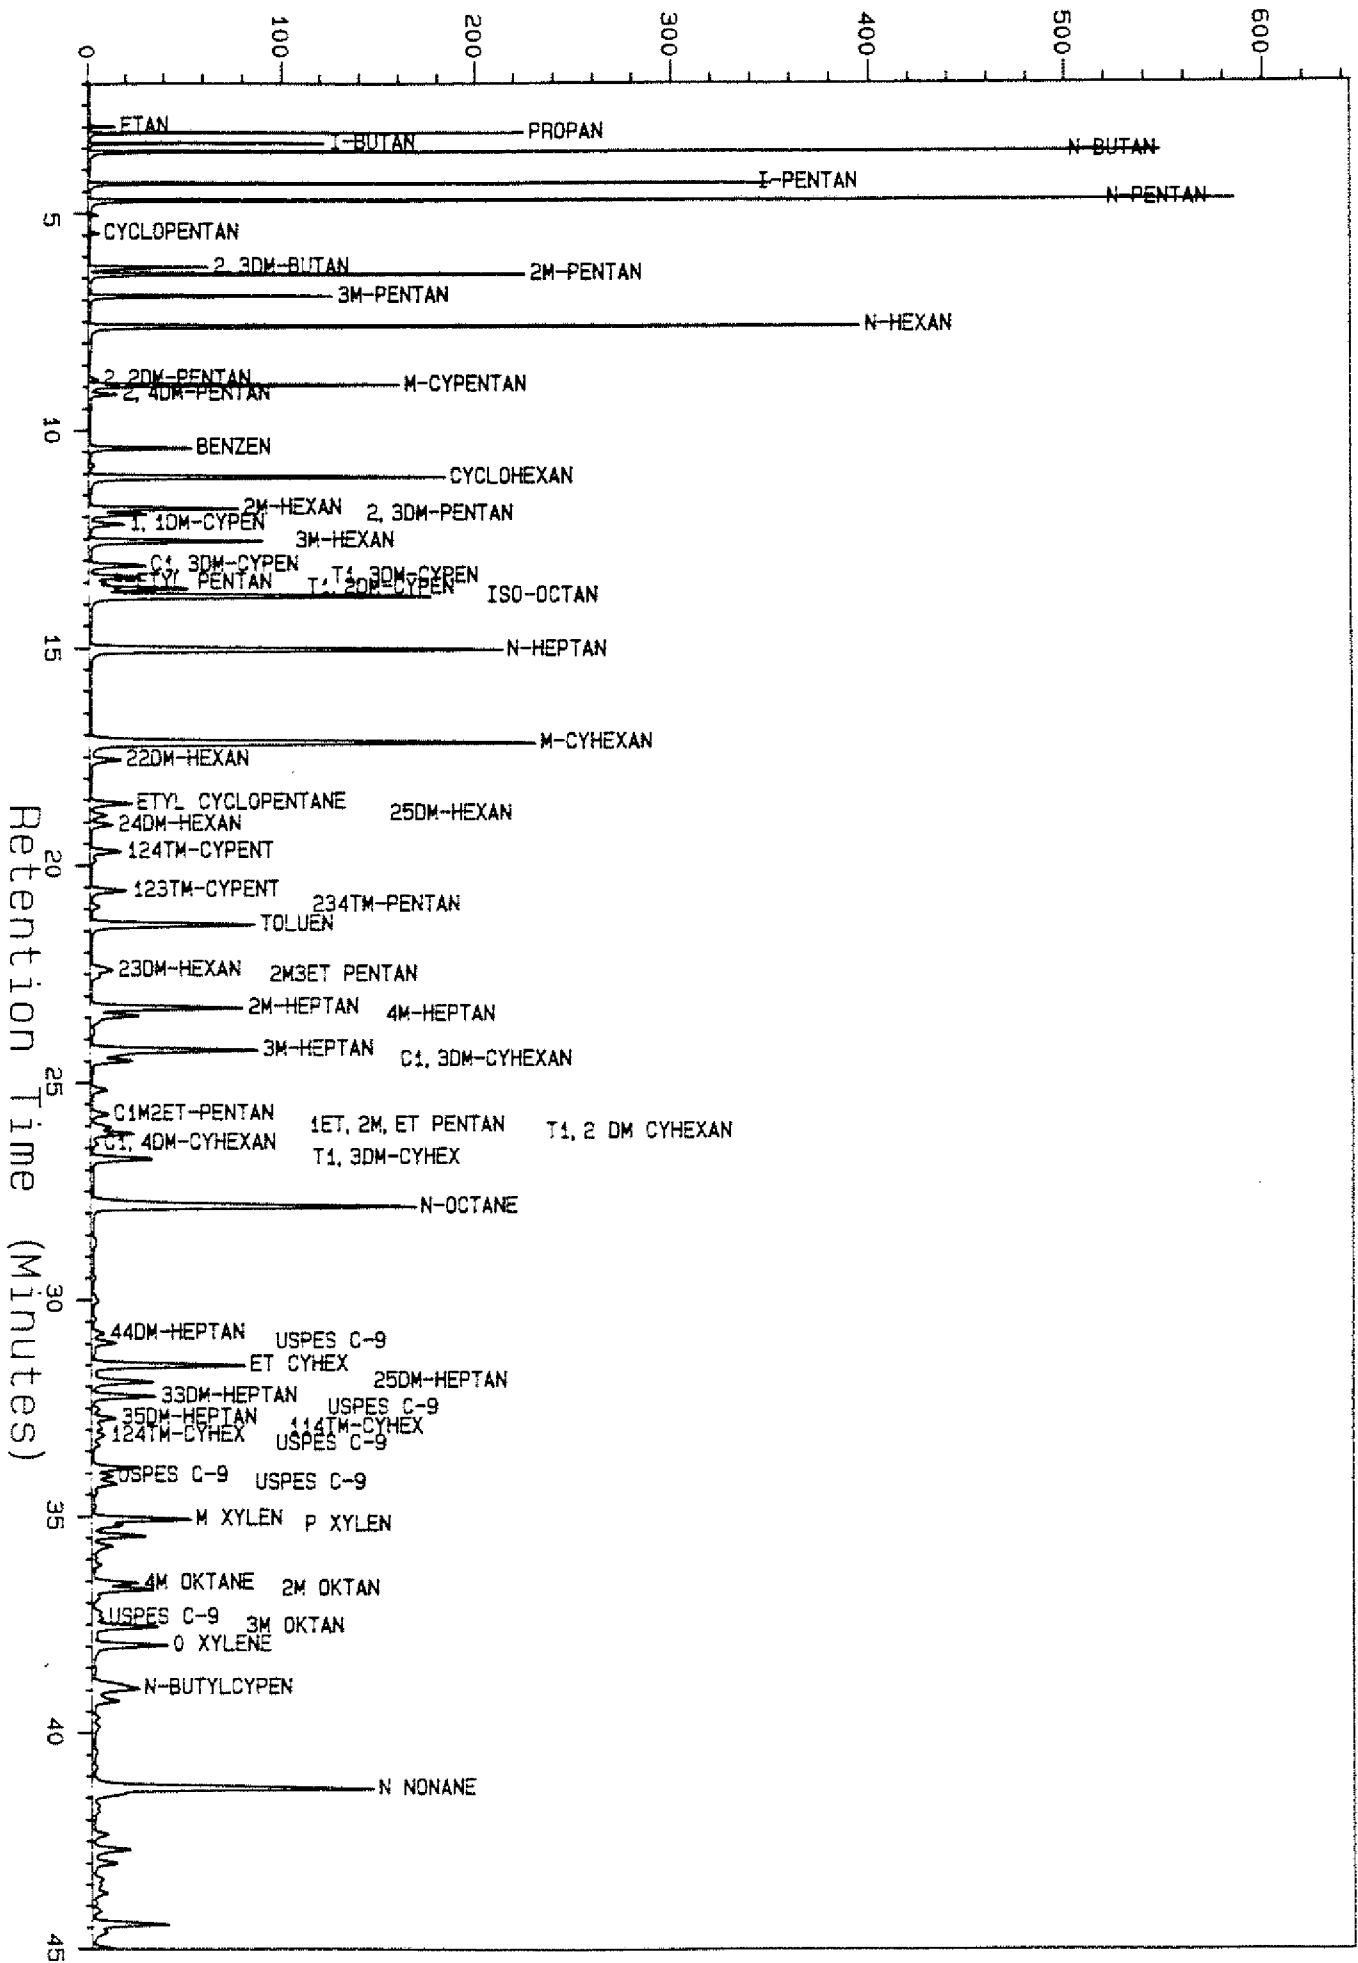 0
100
200
300
400
500
600
ETAN
PROPAN
I-BUTAN
N-BUTAN
I-PENTAN
N-PENTAN
5
CYCLOPENTAN
2, 3DM-BUTAN
2M-PENTAN
3M-PENTAN
N-HEXAN
2, 2DM-PENTAN
M-CYPENTAN
2, 4DM-PENTAN
10
BENZEN
CYCLOHEXAN
2M-HEXAN
2, 3DM-PENTAN
1, 1DM-CYPEN
3M-HEXAN
C1, 3DM-CYPEN
T1, 3DM-CYPEN
ETYL PENTAN
T1, 2DM-CYPEN
ISO-OCTAN
15
N-HEPTAN
M-CYHEXAN
22DM-HEXAN
ETYL CYCLOPENTANE
25DM-HEXAN
24DM-HEXAN
124TM-CYPENT
20
123TM-CYPENT
234TM-PENTAN
TOLUEN
23DM-HEXAN
2M3ET PENTAN
2M-HEPTAN
4M-HEPTAN
3M-HEPTAN
C1, 3DM-CYHEXAN
25
C1M2ET-PENTAN
1ET, 2M, ET PENTAN
T1, 2 DM CYHEXAN
C1, 4DM-CYHEXAN
T1, 3DM-CYHEX
N-OCTANE
30
44DM-HEPTAN
USPES C-9
ET CYHEX
25DM-HEPTAN
33DM-HEPTAN
USPES C-9
35DM-HEPTAN
114TM-CYHEX
124TM-CYHEX
USPES C-9
USPES C-9
USPES C-9
35
M XYLEN
P XYLEN
4M OKTANE
2M OKTAN
USPES C-9
3M OKTAN
O XYLENE
N-BUTYLCYPEN
40
N NONANE
45
Retention Time (Minutes)